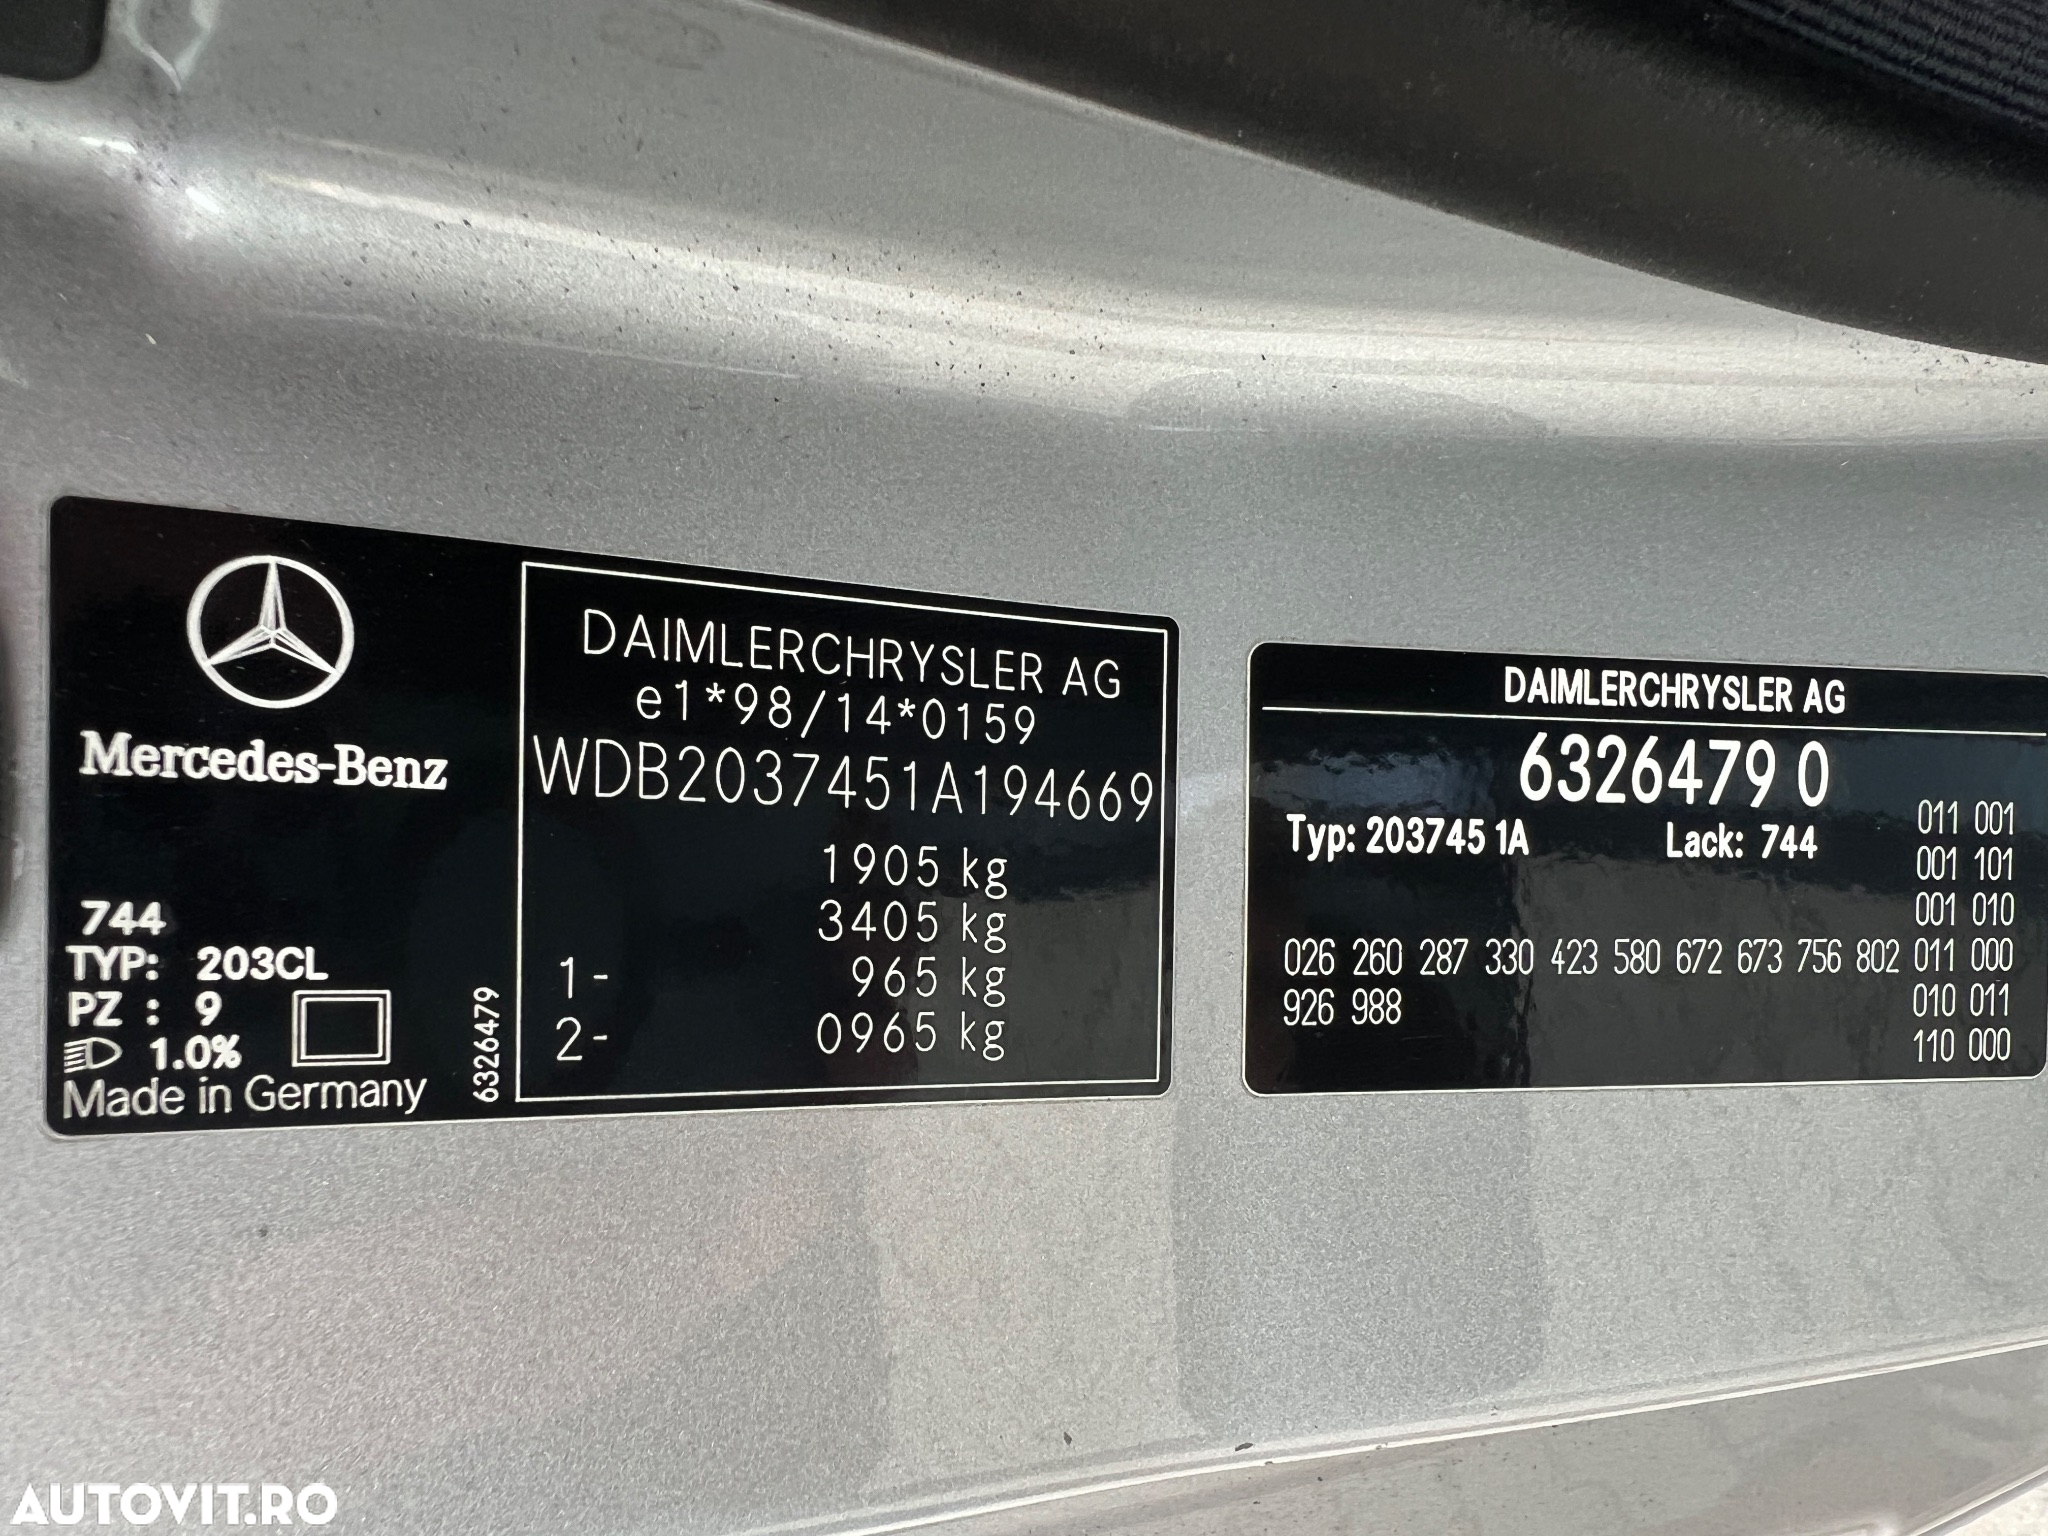 Mercedes-Benz
744
TYP: 203CL
PZ : 9
1.0%
Made in Germany
6326479
DAIMLERCHRYSLER AG
e1*98/14*0159
WDB2037451A194669
1905 kg
3405 kg
1- 965 kg
2- 0965 kg
DAIMLERCHRYSLER AG
6326479 0
Typ: 203745 1A Lack: 744
011 001
001 101
001 010
026 260 287 330 423 580 672 673 756 802 011 000
926 988 010 011
110 000
AUTOVIT.RO